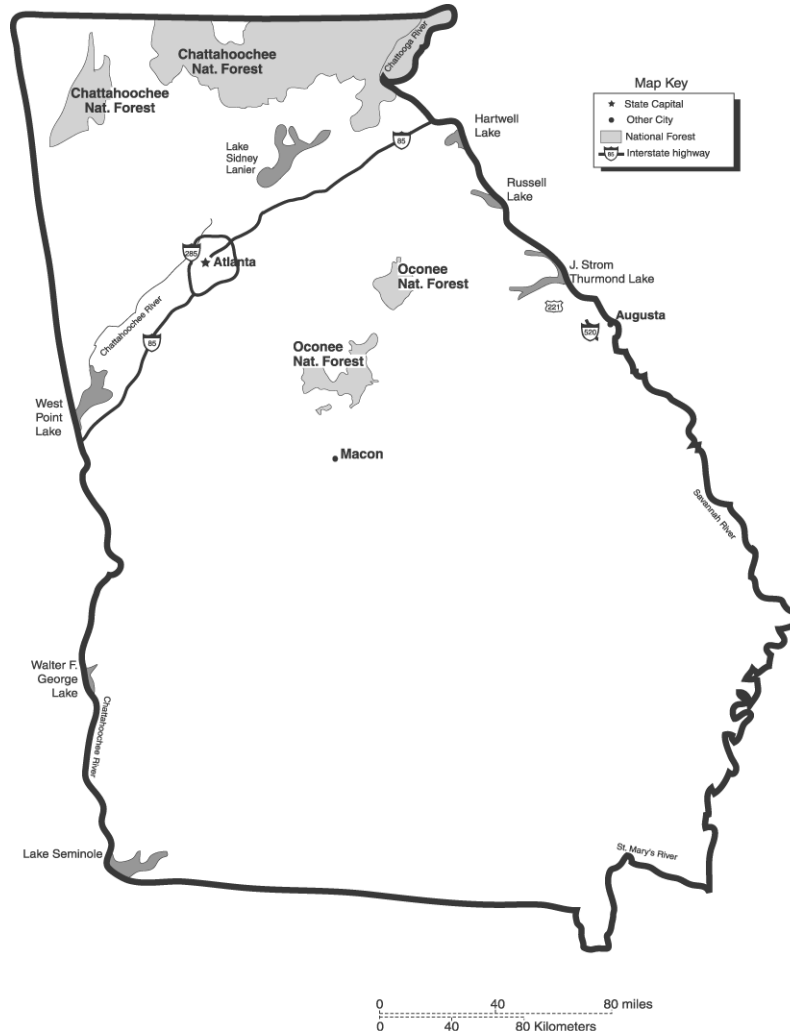 Chattooga River
Chattahoochee
Nat. Forest
Chattahoochee
Nat. Forest
Map Key
State Capital
Other City
National Forest
85
Interstate highway
Hartwell
Lake
Lake
Sidney
Lanier
85
Russell
Lake
285
Atlanta
Oconee
Nat. Forest
J. Strom
Thurmond Lake
221
Augusta
520
Chattahoochee River
85
Oconee
Nat. Forest
West
Point
Lake
Macon
Savannah River
Walter F.
George
Lake
Chattahoochee River
Lake Seminole
St. Mary's River
0 40 80 miles
0 40 80 Kilometers